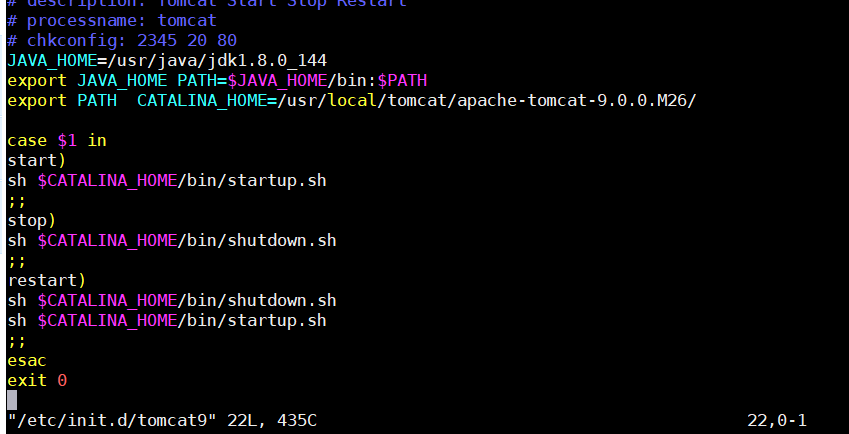 # description: Tomcat Start Stop Restart
# processname: tomcat
# chkconfig: 2345 20 80
JAVA_HOME=/usr/java/jdk1.8.0_144
export JAVA_HOME PATH=$JAVA_HOME/bin:$PATH
export PATH  CATALINA_HOME=/usr/local/tomcat/apache-tomcat-9.0.0.M26/
case $1 in
start)
sh $CATALINA_HOME/bin/startup.sh
;;
stop)
sh $CATALINA_HOME/bin/shutdown.sh
;;
restart)
sh $CATALINA_HOME/bin/shutdown.sh
sh $CATALINA_HOME/bin/startup.sh
;;
esac
exit 0
"/etc/init.d/tomcat9" 22L, 435C 22,0-1